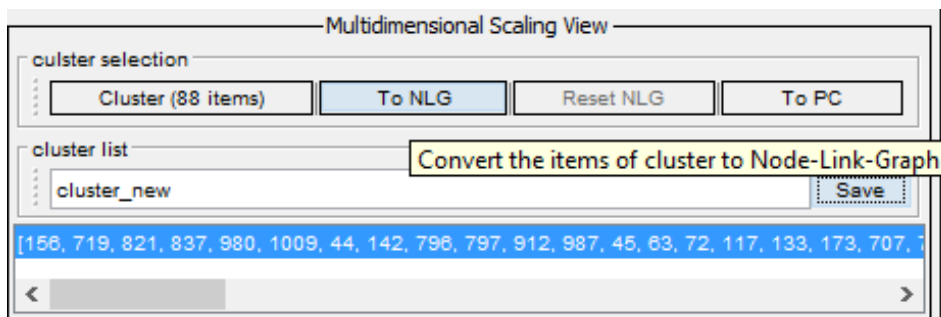 Multidimensional Scaling View
culster selection
Cluster (88 items) To NLG Reset NLG To PC
cluster list
Convert the items of cluster to Node-Link-Graph
cluster_new Save
[156, 719, 821, 837, 980, 1009, 44, 142, 796, 797, 912, 987, 45, 63, 72, 117, 133, 173, 707,